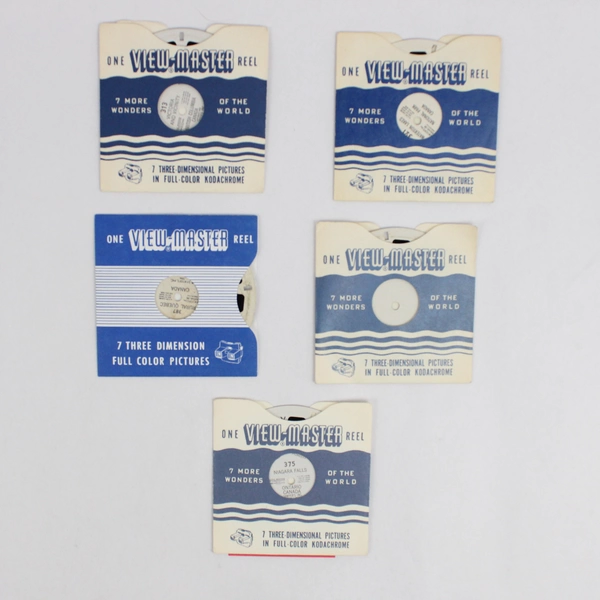 ONE VIEW-MASTER REEL
7 MORE WONDERS OF THE WORLD
373
7 THREE-DIMENSIONAL PICTURES
IN FULL-COLOR KODACHROME
ONE VIEW-MASTER REEL
7 MORE WONDERS OF THE WORLD
7 THREE-DIMENSIONAL PICTURES
IN FULL-COLOR KODACHROME
ONE VIEW-MASTER REEL
QUEBEC
CANADA
7 THREE DIMENSION
FULL COLOR PICTURES
ONE VIEW-MASTER REEL
7 MORE WONDERS OF THE WORLD
7 THREE-DIMENSIONAL PICTURES
IN FULL-COLOR KODACHROME
ONE VIEW-MASTER REEL
7 MORE WONDERS OF THE WORLD
375
NIAGARA FALLS
ONTARIO
CANADA
7 THREE-DIMENSIONAL PICTURES
IN FULL-COLOR KODACHROME